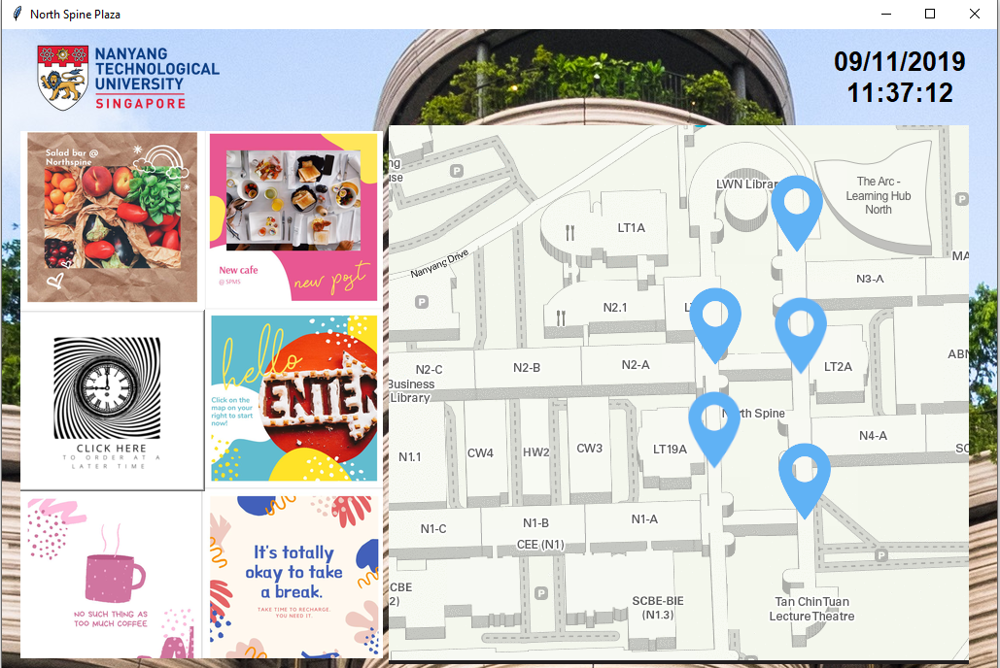 North Spine Plaza
NANYANG
TECHNOLOGICAL
UNIVERSITY
SINGAPORE
09/11/2019
11:37:12
Salad bar @
Northspine
New cafe
@ SPMS
new post
CLICK HERE
TO ORDER AT A
LATER TIME
hello
Click on the
map on your
right to start
now!
ENTER
NO SUCH THING AS
TOO MUCH COFFEE
It's totally
okay to take
a break.
TAKE TIME TO RECHARGE.
YOU NEED IT.
P
LWN Librar
The Arc -
Learning Hub
North
P
LT1A
Nanyang Drive
MA
N3-A
P
N2.1
N2-C
N2-B
N2-A
LT2A
ABN
Business
Library
North Spine
N1.1
CW4
HW2
CW3
LT19A
N4-A
SC
N1-C
N1-B
N1-A
CEE (N1)
P
CBE
2)
P
SCBE-BIE
(N1.3)
Tan Chin Tuan
Lecture Theatre